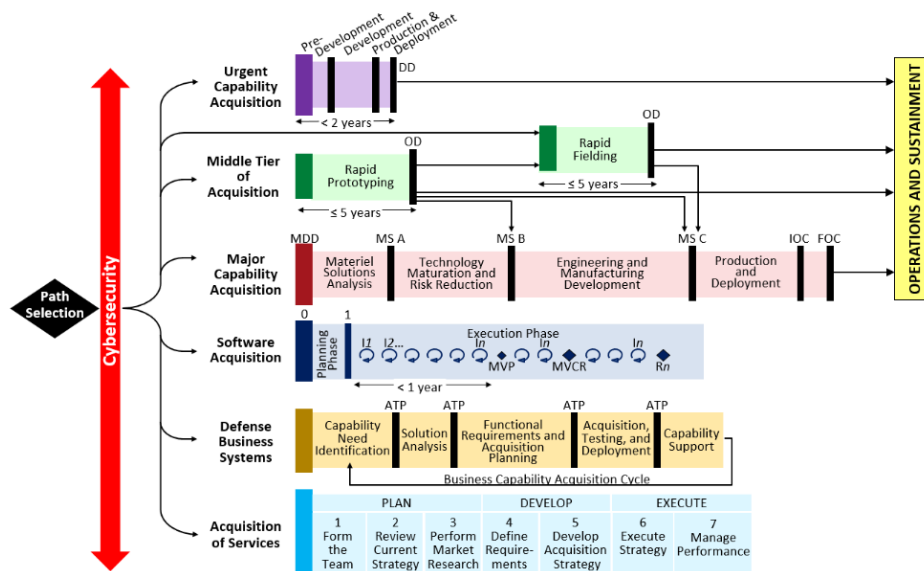 Pre-
Development
Development
Production &
Deployment
Urgent
Capability
Acquisition
DD
< 2 years
Middle Tier of
Acquisition
Rapid
Prototyping
OD
≤ 5 years
Rapid
Fielding
OD
≤ 5 years
Major
Capability
Acquisition
MDD
Materiel
Solutions
Analysis
MS A
Technology
Maturation and
Risk Reduction
MS B
Engineering and
Manufacturing
Development
MS C
Production
and
Deployment
IOC
FOC
OPERATIONS AND SUSTAINMENT
Path
Selection
Cybersecurity
Software
Acquisition
0
Planning
Phase
1
Execution Phase
I1
I2...
In
In
In
MVP
MVCR
Rn
< 1 year
Defense
Business
Systems
Capability
Need
Identification
ATP
Solution
Analysis
ATP
Functional
Requirements and
Acquisition
Planning
ATP
Acquisition,
Testing, and
Deployment
ATP
Capability
Support
Business Capability Acquisition Cycle
Acquisition
of Services
PLAN
DEVELOP
EXECUTE
1
Form
the
Team
2
Review
Current
Strategy
3
Perform
Market
Research
4
Define
Require-
ments
5
Develop
Acquisition
Strategy
6
Execute
Strategy
7
Manage
Performance